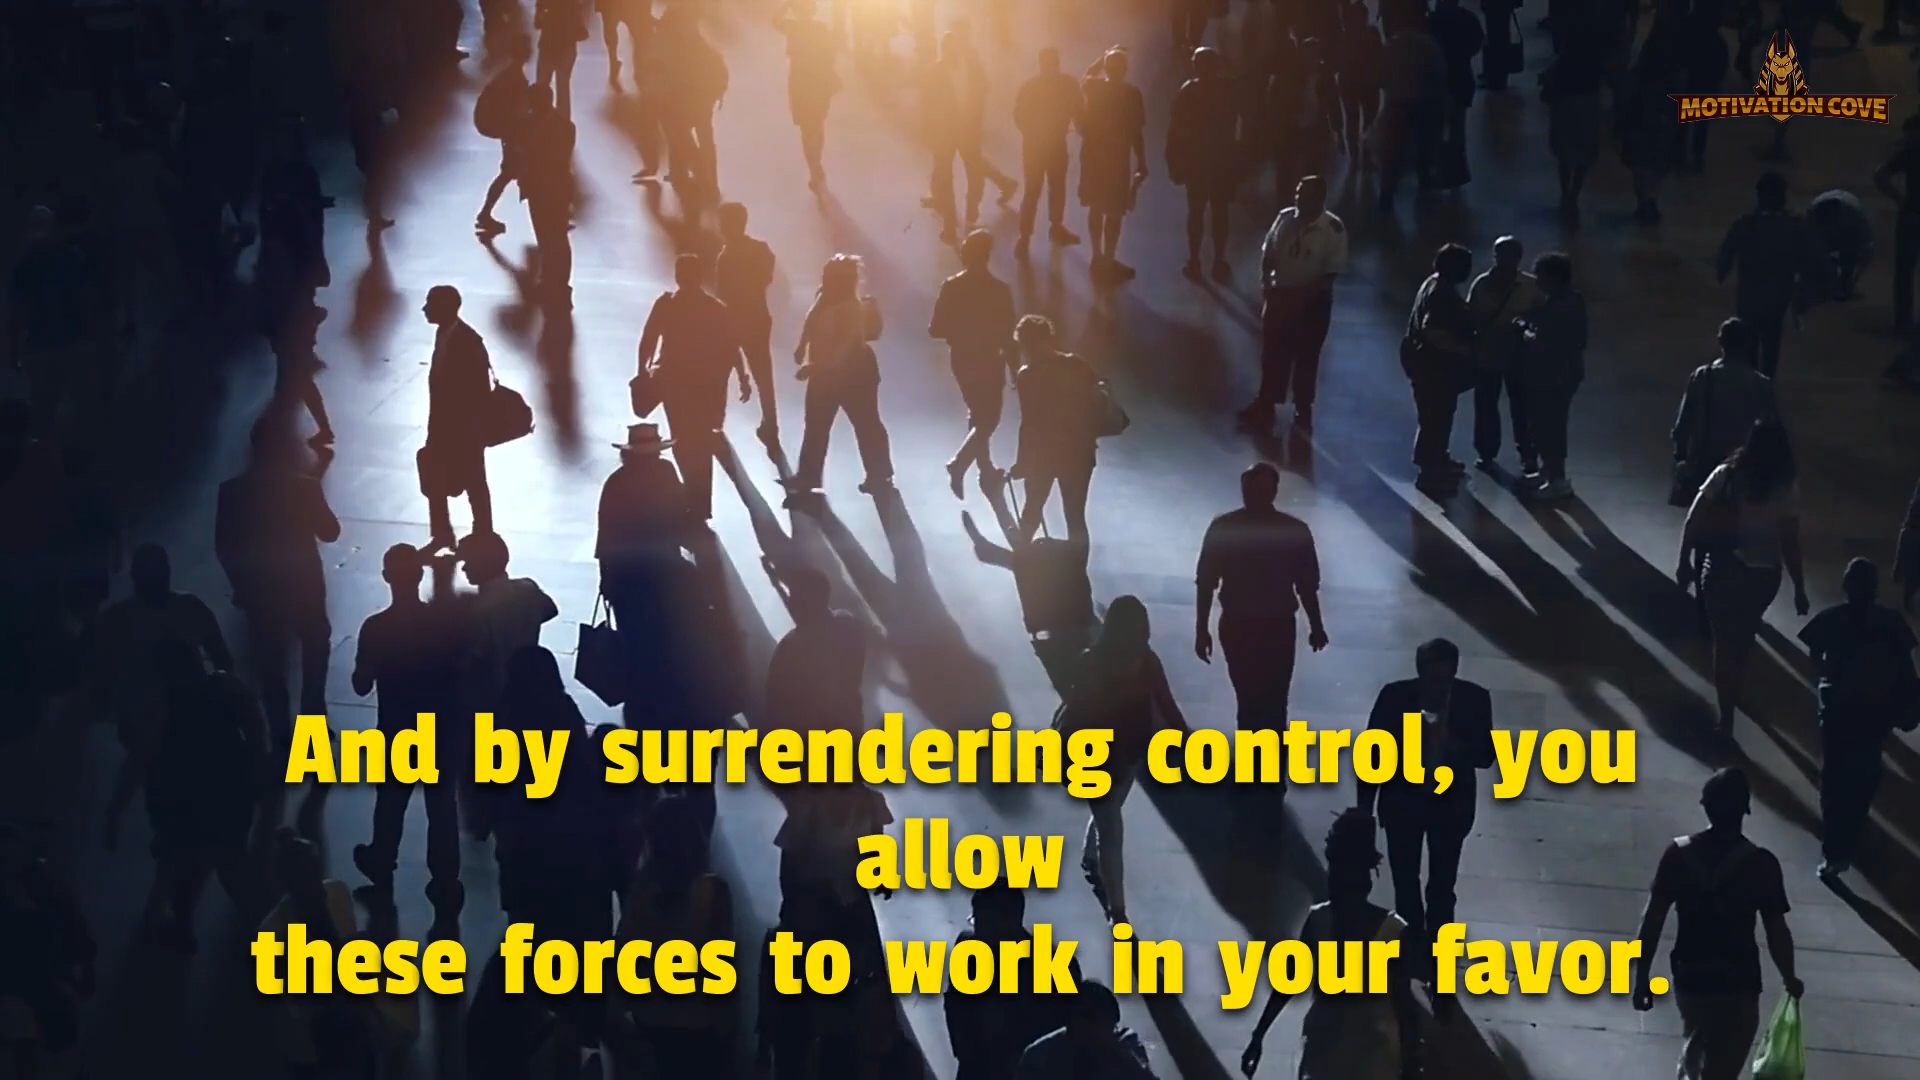 MOTIVATION COVE
And by surrendering control, you
allow
these forces to work in your favor.